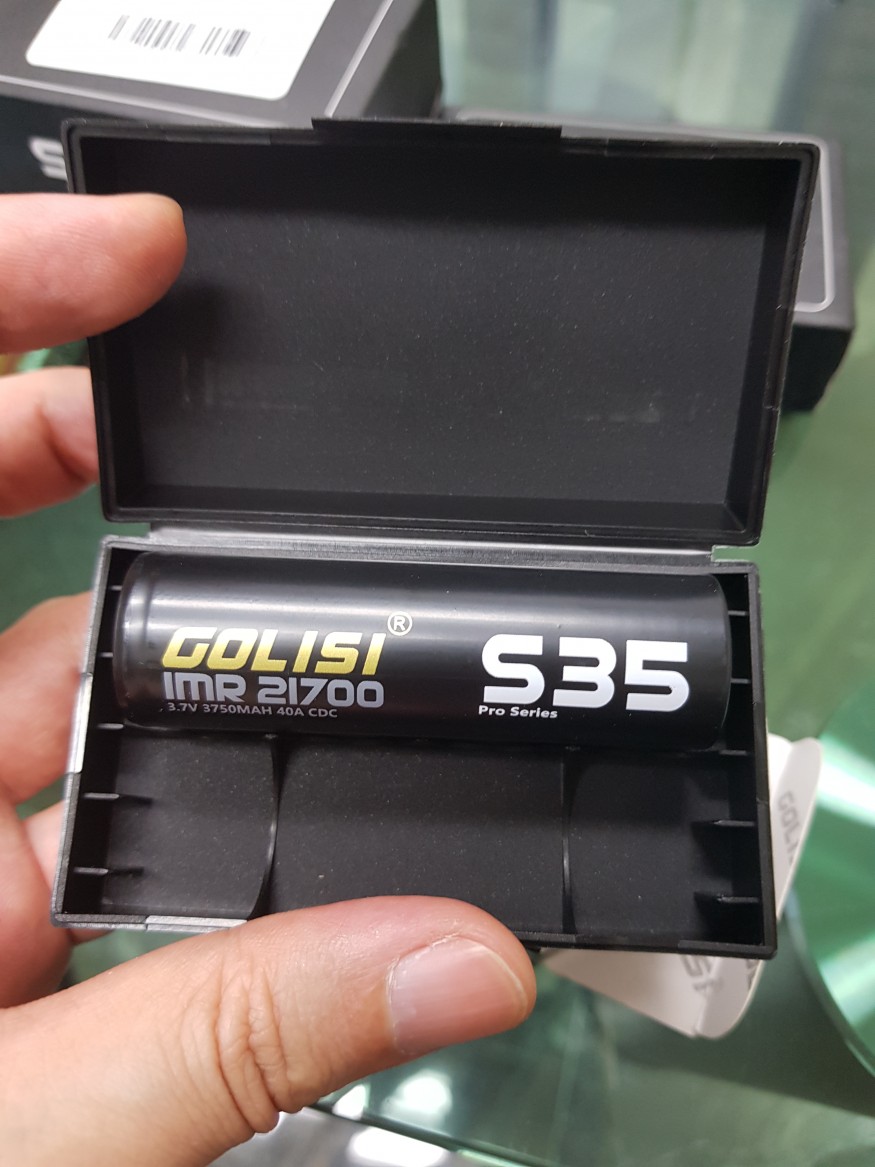 GOLISI®
IMR 21700
3.7V 3750MAH 40A CDC
S35
Pro Series